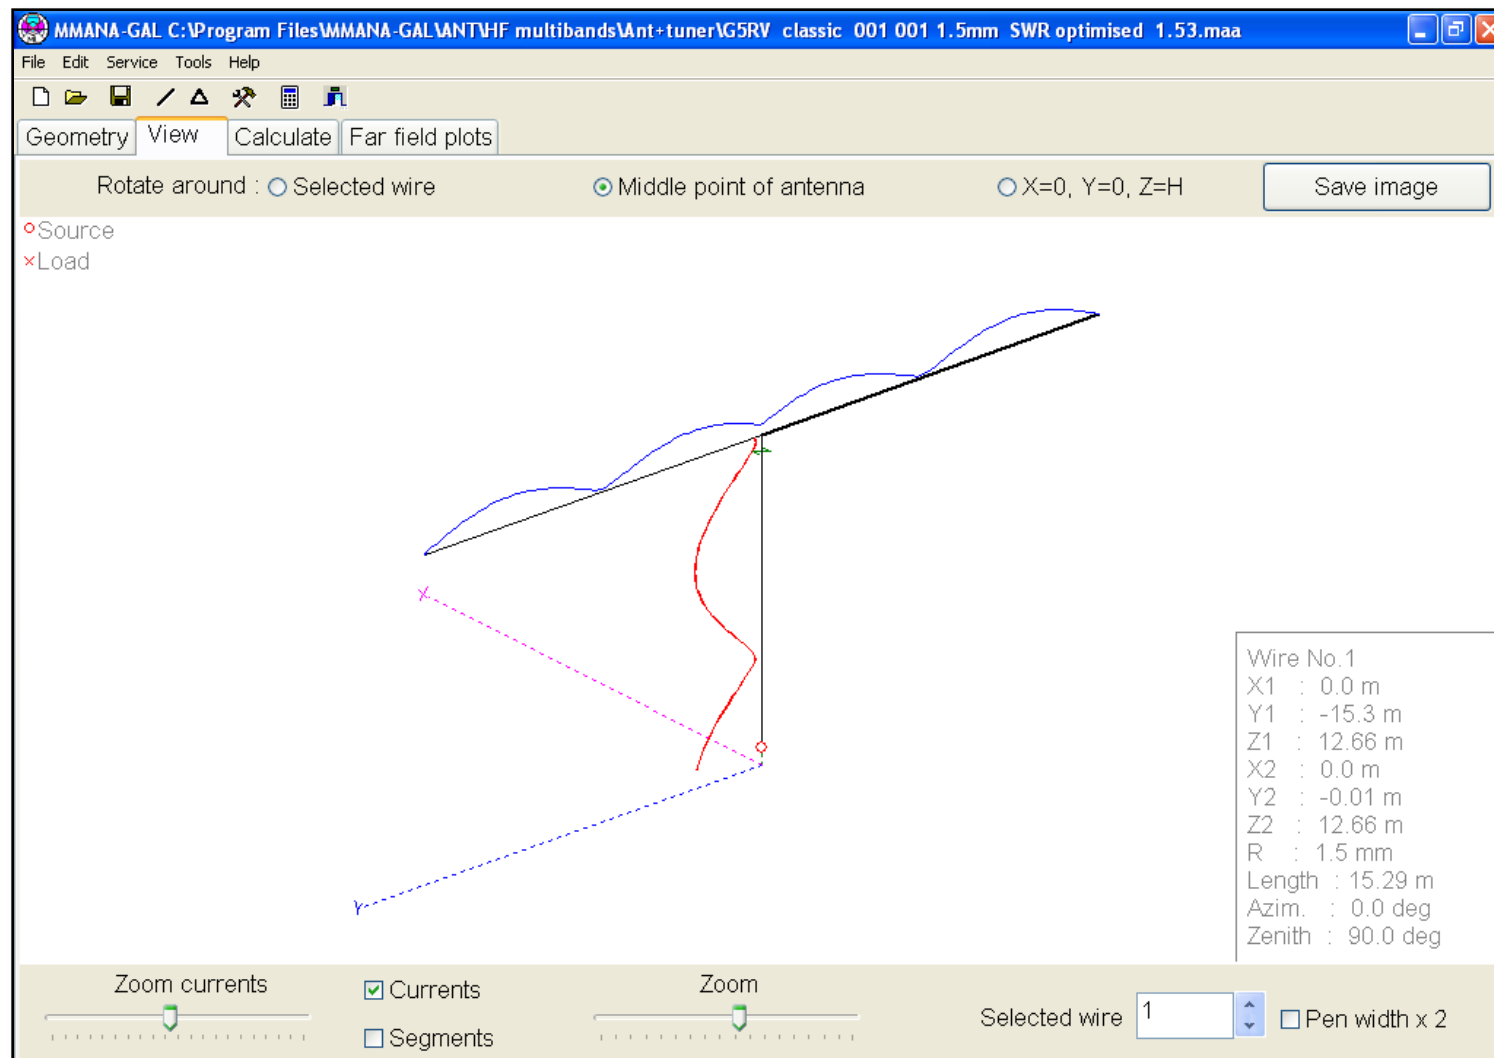 MMANA-GAL C:\Program Files\MMANA-GAL\ANT\HF multibands\Ant+tuner\G5RV classic 001 001 1.5mm SWR optimised 1.53.maa
File Edit Service Tools Help
Geometry View Calculate Far field plots
Rotate around : Selected wire Middle point of antenna X=0, Y=0, Z=H Save image
Source
Load
X
Y
Wire No.1
X1 : 0.0 m
Y1 : -15.3 m
Z1 : 12.66 m
X2 : 0.0 m
Y2 : -0.01 m
Z2 : 12.66 m
R : 1.5 mm
Length : 15.29 m
Azim. : 0.0 deg
Zenith : 90.0 deg
Zoom currents Currents Zoom
Segments
Selected wire 1 Pen width x 2